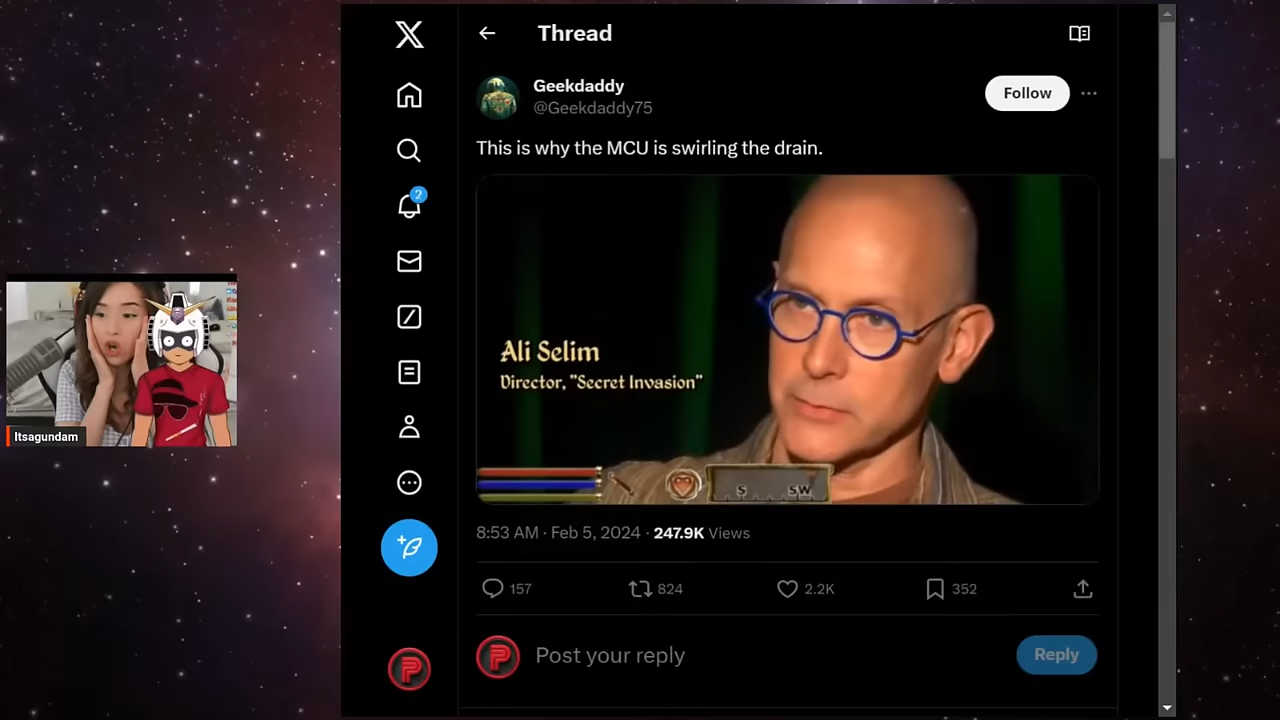 Thread
Geekdaddy
@Geekdaddy75
Follow
This is why the MCU is swirling the drain.
Ali Selim
Director, "Secret Invasion"
S SW
8:53 AM · Feb 5, 2024 · 247.9K Views
157 824 2.2K 352
Post your reply
Reply
2
Itsagundam